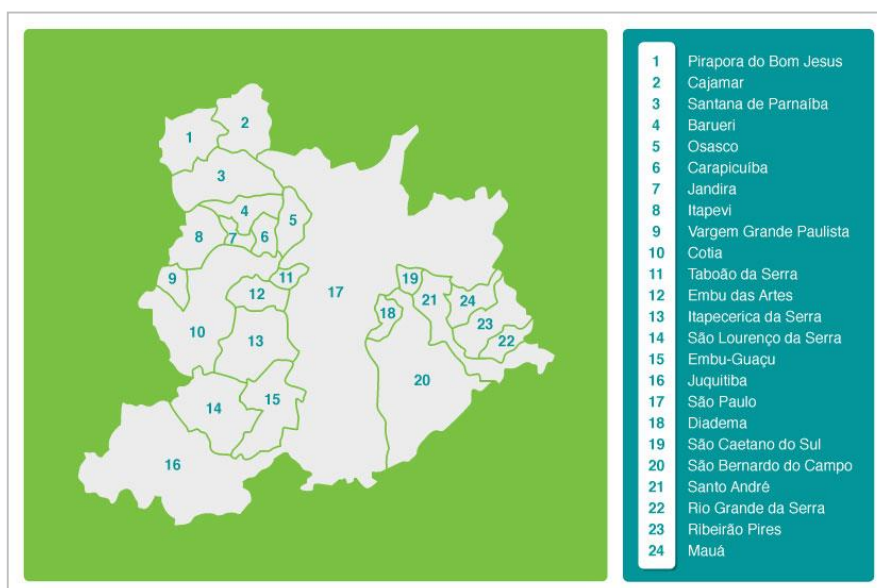 1 Pirapora do Bom Jesus
2 Cajamar
3 Santana de Parnaíba
4 Barueri
5 Osasco
6 Carapicuíba
7 Jandira
8 Itapevi
9 Vargem Grande Paulista
10 Cotia
11 Taboão da Serra
12 Embu das Artes
13 Itapecerica da Serra
14 São Lourenço da Serra
15 Embu-Guaçu
16 Juquitiba
17 São Paulo
18 Diadema
19 São Caetano do Sul
20 São Bernardo do Campo
21 Santo André
22 Rio Grande da Serra
23 Ribeirão Pires
24 Mauá
2
1
3
4
5
8
7
6
9
11
19
12
17
21
24
18
23
10
13
22
20
15
14
16